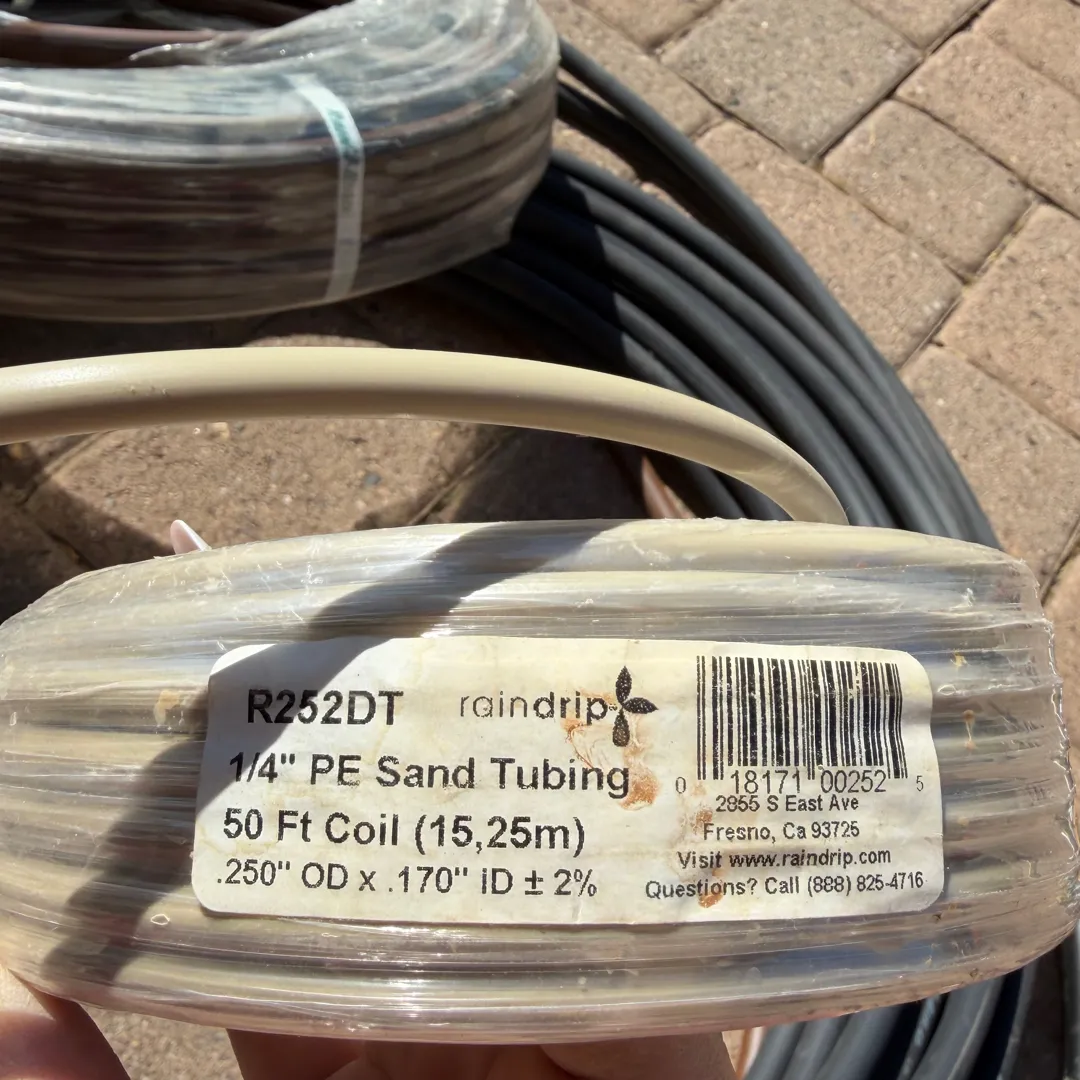 R252DT raindrip
1/4" PE Sand Tubing
50 Ft Coil (15,25m)
.250" OD x .170" ID ± 2%
0 18171 00252 5
2855 S East Ave
Fresno, Ca 93725
Visit www.raindrip.com
Questions? Call (888) 825-4716